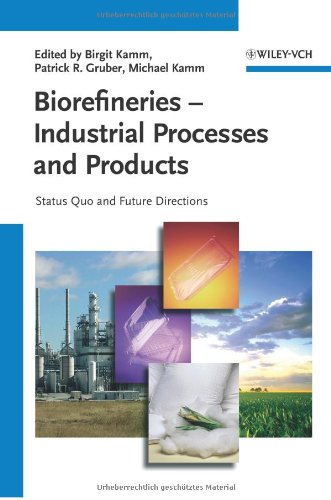 Edited by Birgit Kamm,
Patrick R. Gruber, Michael Kamm
WILEY-VCH
Biorefineries –
Industrial Processes
and Products
Status Quo and Future Directions
Urheberrechtlich geschütztes Material
Urheberrechtlich geschütztes Material